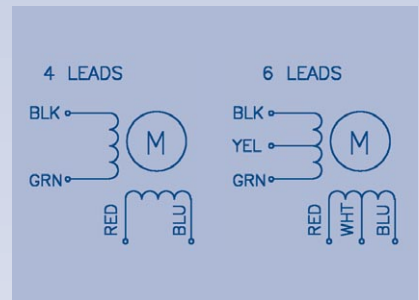 4 LEADS
6 LEADS
BLK
M
GRN
RED
BLU
BLK
YEL
M
GRN
RED
WHT
BLU